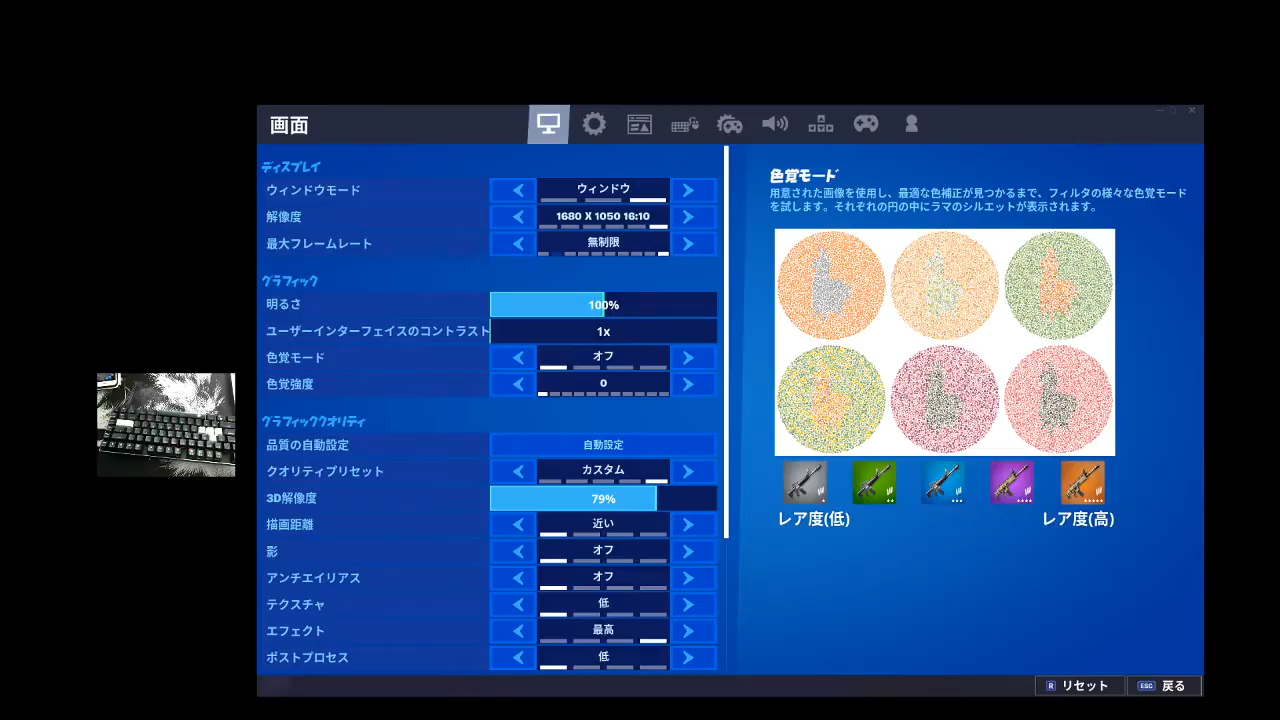 画面
ディスプレイ
ウィンドウモード
ウィンドウ
解像度
1680 X 1050 16:10
最大フレームレート
無制限
グラフィック
明るさ
100%
ユーザーインターフェイスのコントラスト
1x
色覚モード
オフ
色覚強度
0
グラフィッククオリティ
品質の自動設定
自動設定
クオリティプリセット
カスタム
3D解像度
79%
描画距離
近い
影
オフ
アンチエイリアス
オフ
テクスチャ
低
エフェクト
最高
ポストプロセス
低
色覚モード
用意された画像を使用し、最適な色補正が見つかるまで、フィルタの様々な色覚モード
を試します。それぞれの円の中にラマのシルエットが表示されます。
レア度(低)
レア度(高)
R リセット
ESC 戻る